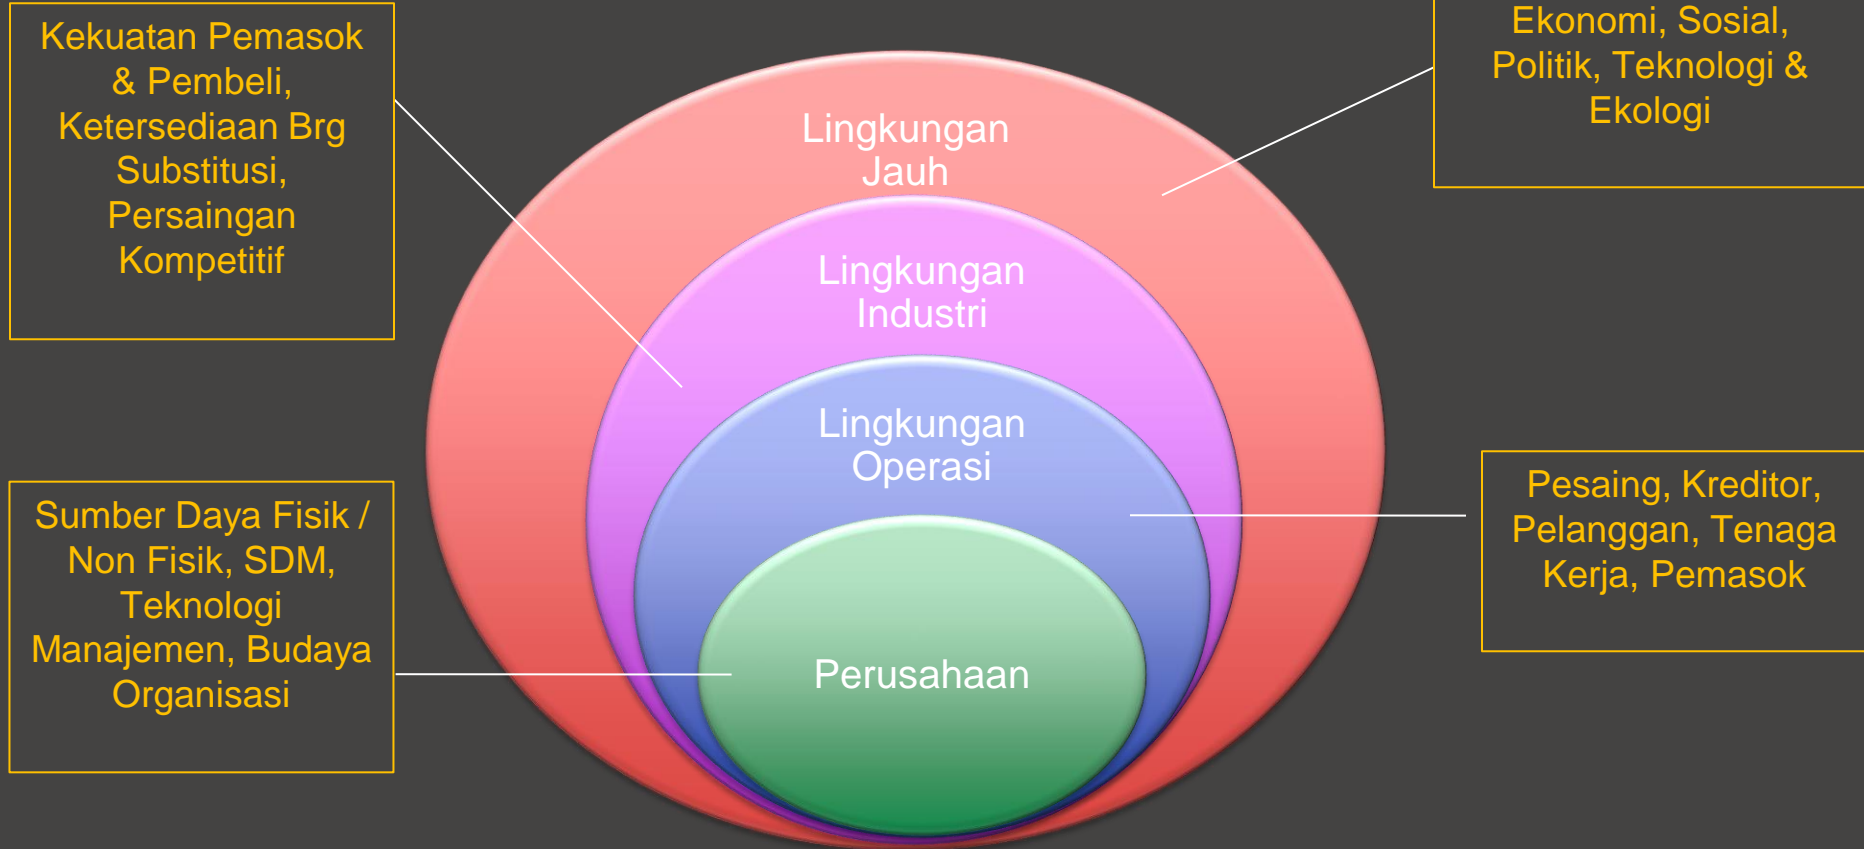 Kekuatan Pemasok
& Pembeli,
Ketersediaan Brg
Substitusi,
Persaingan
Kompetitif
Ekonomi, Sosial,
Politik, Teknologi &
Ekologi
Lingkungan
Jauh
Lingkungan
Industri
Lingkungan
Operasi
Perusahaan
Sumber Daya Fisik /
Non Fisik, SDM,
Teknologi
Manajemen, Budaya
Organisasi
Pesaing, Kreditor,
Pelanggan, Tenaga
Kerja, Pemasok